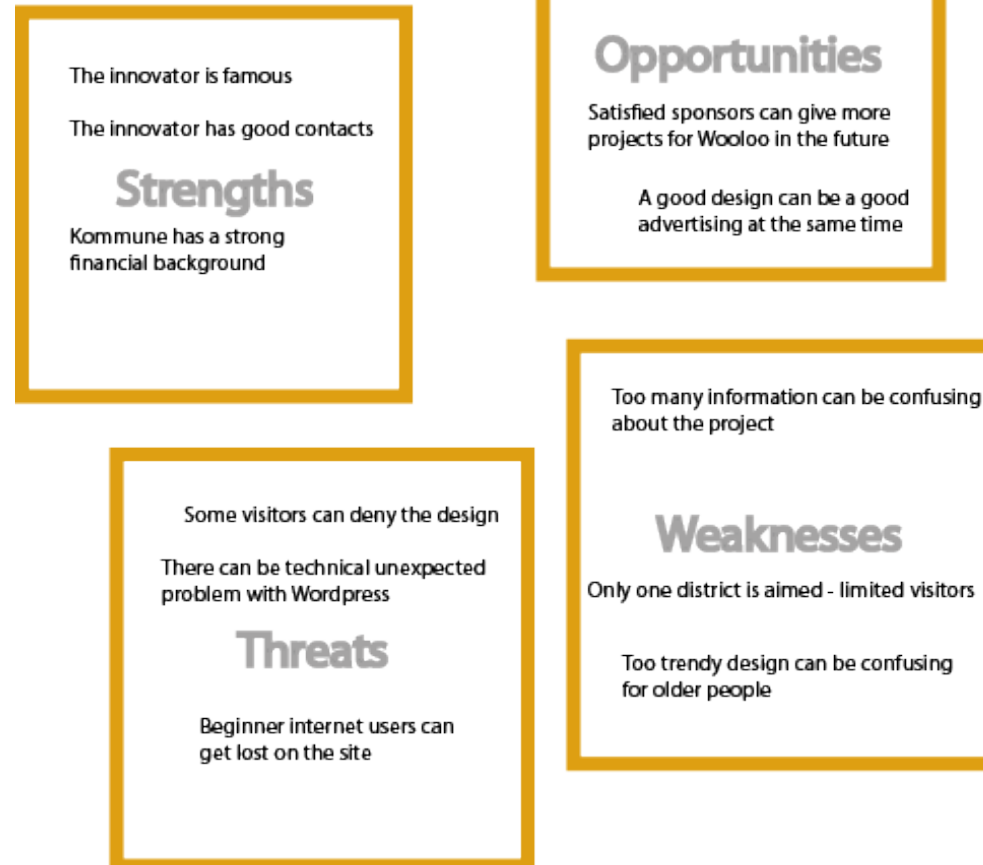 The innovator is famous
The innovator has good contacts
Strengths
Kommune has a strong
financial background
Opportunities
Satisfied sponsors can give more
projects for Wooloo in the future
A good design can be a good
advertising at the same time
Some visitors can deny the design
There can be technical unexpected
problem with Wordpress
Threats
Beginner internet users can
get lost on the site
Too many information can be confusing
about the project
Weaknesses
Only one district is aimed - limited visitors
Too trendy design can be confusing
for older people